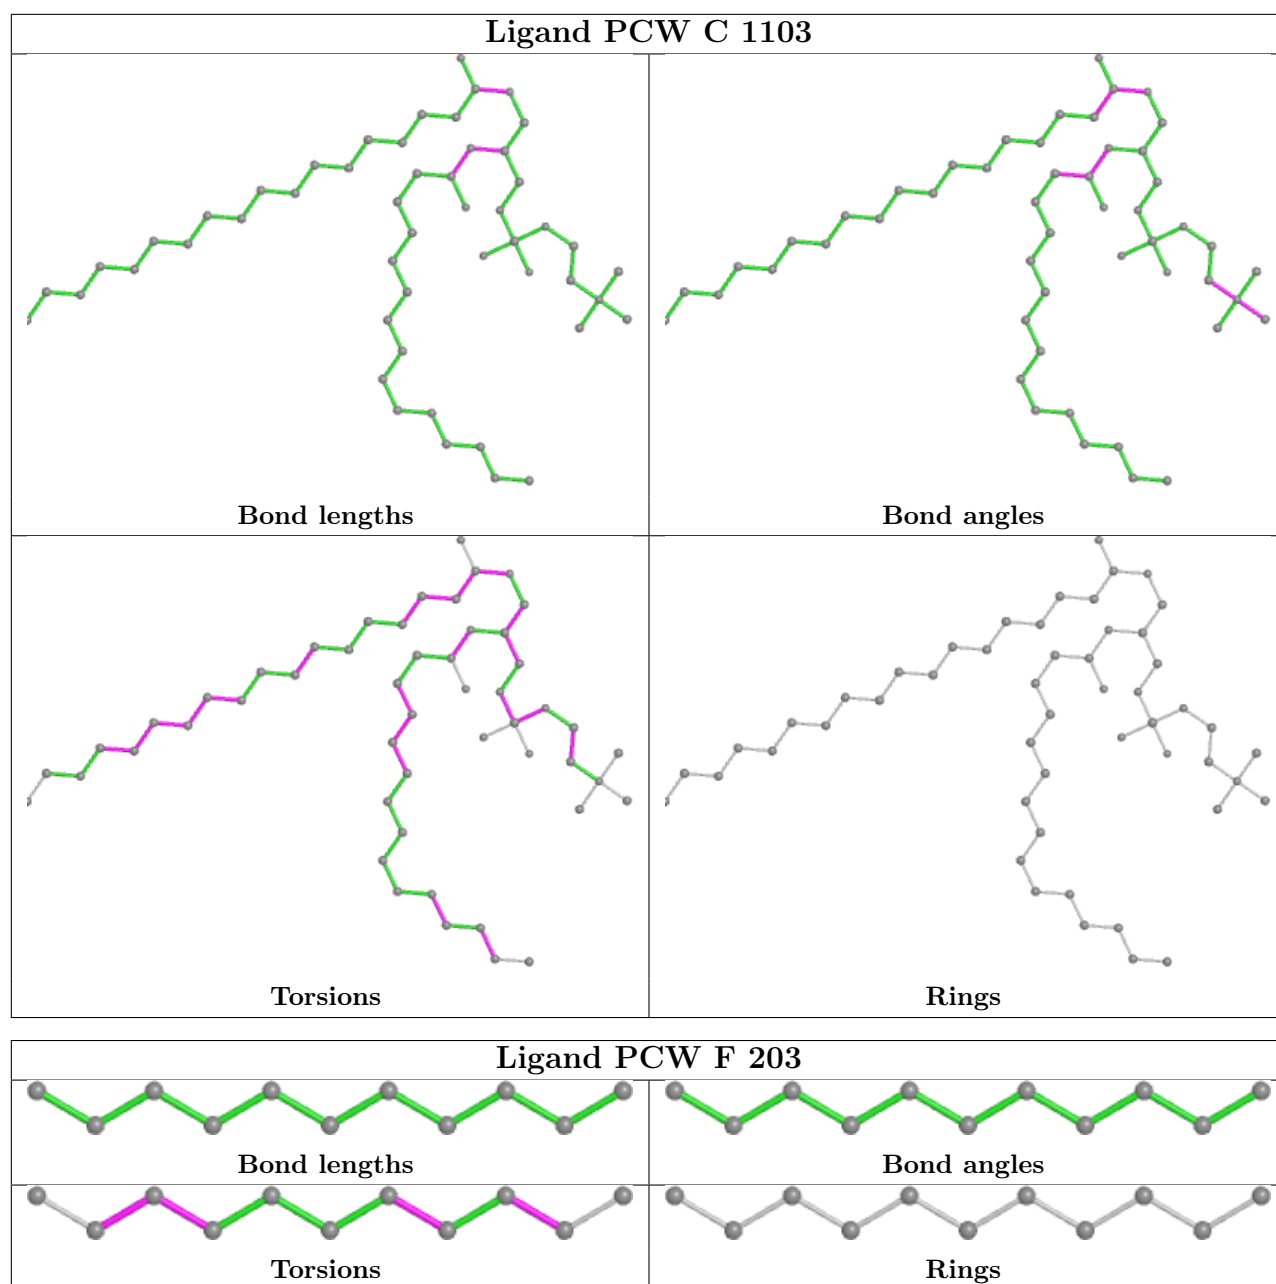 Ligand PCW C 1103
Bond lengths
Bond angles
Torsions
Rings
Ligand PCW F 203
Bond lengths
Bond angles
Torsions
Rings